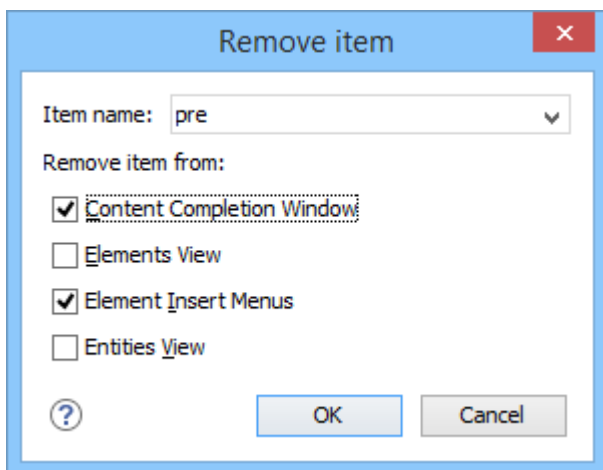 Remove item
Item name: pre
Remove item from:
Content Completion Window
Elements View
Element Insert Menus
Entities View
? OK Cancel